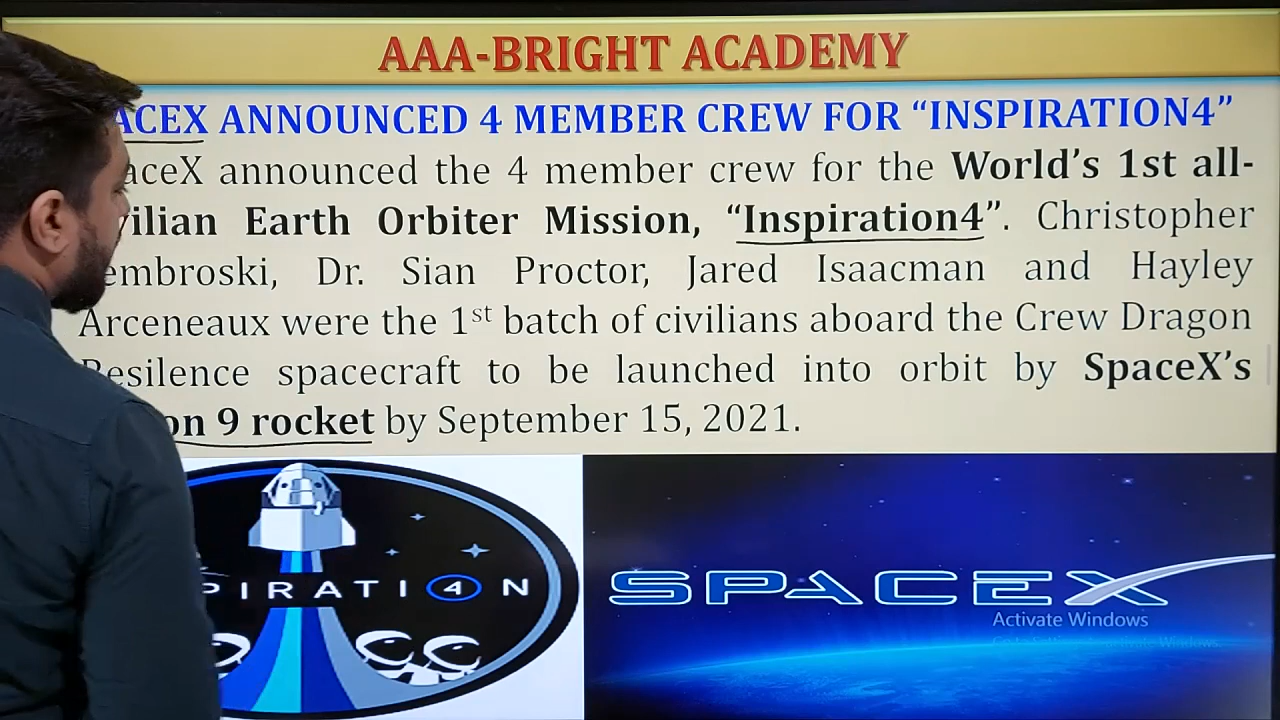 AAA-BRIGHT ACADEMY
ACEX ANNOUNCED 4 MEMBER CREW FOR “INSPIRATION4”
aceX announced the 4 member crew for the World’s 1st all-
ilian Earth Orbiter Mission, “Inspiration4”. Christopher
embroski, Dr. Sian Proctor, Jared Isaacman and Hayley
Arceneaux were the 1st batch of civilians aboard the Crew Dragon
Resilence spacecraft to be launched into orbit by SpaceX’s
on 9 rocket by September 15, 2021.
PIRATI4N
SPACEX
Activate Windows